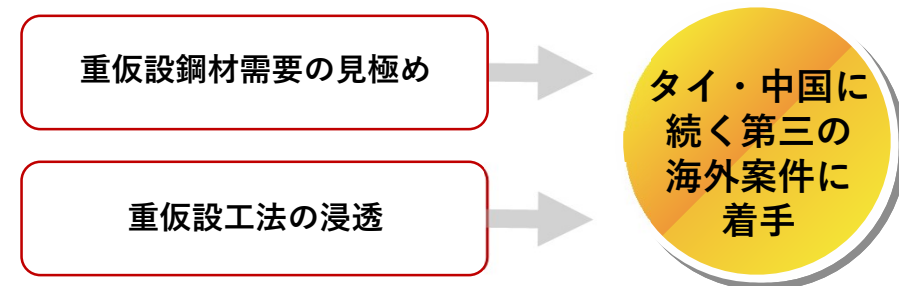 重仮設鋼材需要の見極め
重仮設工法の浸透
タイ・中国に
続く第三の
海外案件に
着手